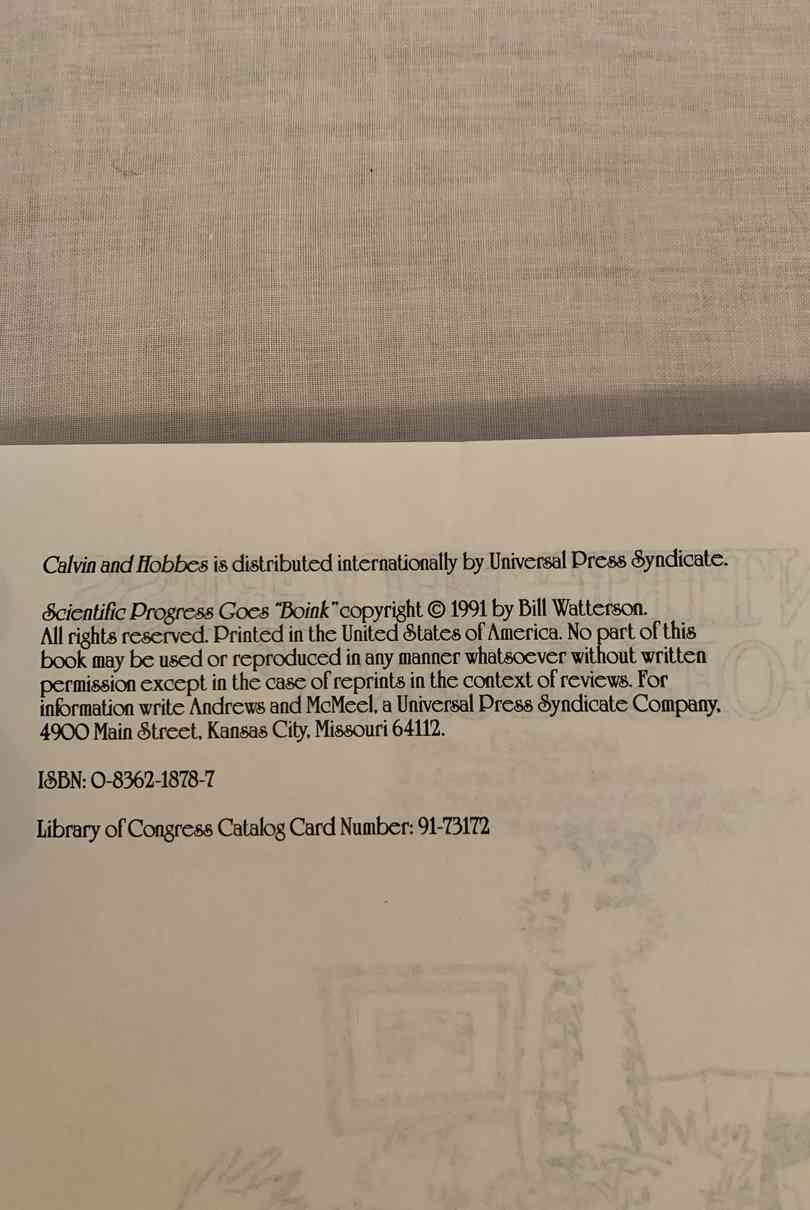 Calvin and Hobbes is distributed internationally by Universal Press Syndicate.
Scientific Progress Goes "Boink" copyright © 1991 by Bill Watterson.
All rights reserved. Printed in the United States of America. No part of this
book may be used or reproduced in any manner whatsoever without written
permission except in the case of reprints in the context of reviews. For
information write Andrews and McMeel, a Universal Press Syndicate Company,
4900 Main Street, Kansas City, Missouri 64112.
ISBN: 0-8362-1878-7
Library of Congress Catalog Card Number: 91-73172